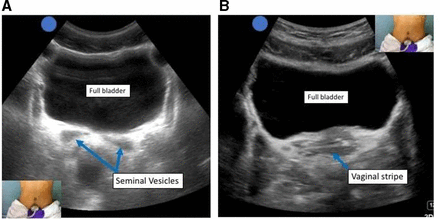 A
B
Full bladder
Full bladder
Seminal Vesicles
Vaginal stripe